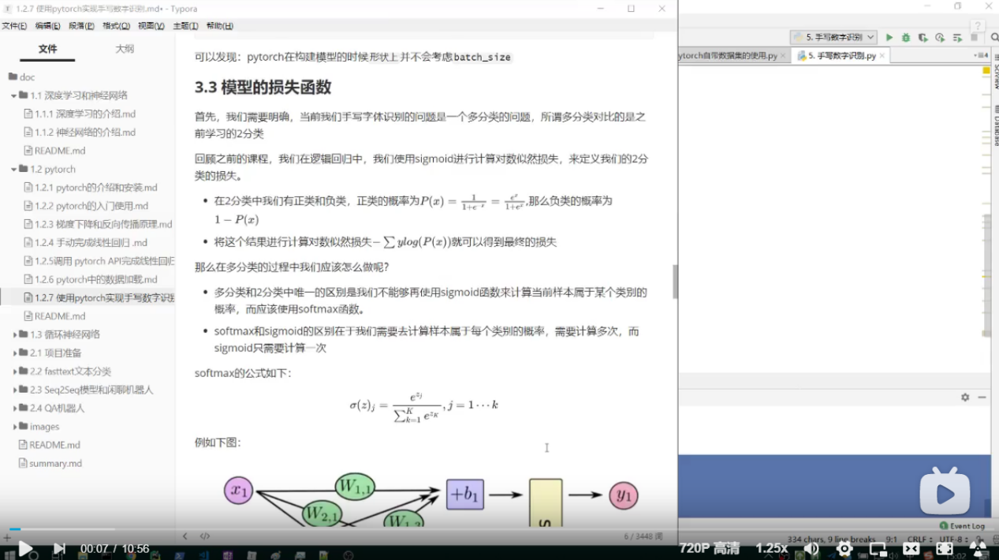 1.2.7 使用pytorch实现手写数字识别.md• - Typora
文件(F) 编辑(E) 段落(P) 格式(O) 视图(V) 主题(T) 帮助(H)
文件 大纲
doc
1.1 深度学习和神经网络
1.1.1 深度学习的介绍.md
1.1.2 神经网络的介绍.md
README.md
1.2 pytorch
1.2.1 pytorch的介绍和安装.md
1.2.2 pytorch的入门使用.md
1.2.3 梯度下降和反向传播原理.md
1.2.4 手动完成线性回归 .md
1.2.5调用 pytorch API完成线性回归
1.2.6 pytorch中的数据加载.md
1.2.7 使用pytorch实现手写数字识别
README.md
1.3 循环神经网络
2.1 项目准备
2.2 fasttext文本分类
2.3 Seq2Seq模型和闲聊机器人
2.4 QA机器人
images
README.md
summary.md
可以发现：pytorch在构建模型的时候形状上并不会考虑batch_size
3.3 模型的损失函数
首先，我们需要明确，当前我们手写字体识别的问题是一个多分类的问题，所谓多分类对比的是之
前学习的2分类
回顾之前的课程，我们在逻辑回归中，我们使用sigmoid进行计算对数似然损失，来定义我们的2分
类的损失。
• 在2分类中我们有正类和负类，正类的概率为P(x) = 1/(1+e^{-x}) = e^x/(1+e^x),那么负类的概率为
1 − P(x)
• 将这个结果进行计算对数似然损失− ∑ ylog(P(x))就可以得到最终的损失
那么在多分类的过程中我们应该怎么做呢？
• 多分类和2分类中唯一的区别是我们不能够再使用sigmoid函数来计算当前样本属于某个类别的
概率，而应该使用softmax函数。
• softmax和sigmoid的区别在于我们需要去计算样本属于每个类别的概率，需要计算多次，而
sigmoid只需要计算一次
softmax的公式如下：
σ(z)_j = e^{z_j} / ∑_{k=1}^{K} e^{z_K}, j = 1 ⋯ k
例如下图：
x₁ W₁,₁ +b₁ y₁
W₂,₁ W₁,₂ s
6 / 3448 词
5. 手写数字识别
ytorch自带数据集的使用.py 5. 手写数字识别.py
SciView
Database
Event Log
334 chars, 9 line breaks 9:1 CRLF UTF-8
00:07 / 10:56 720P 高清 1.25x
15:02